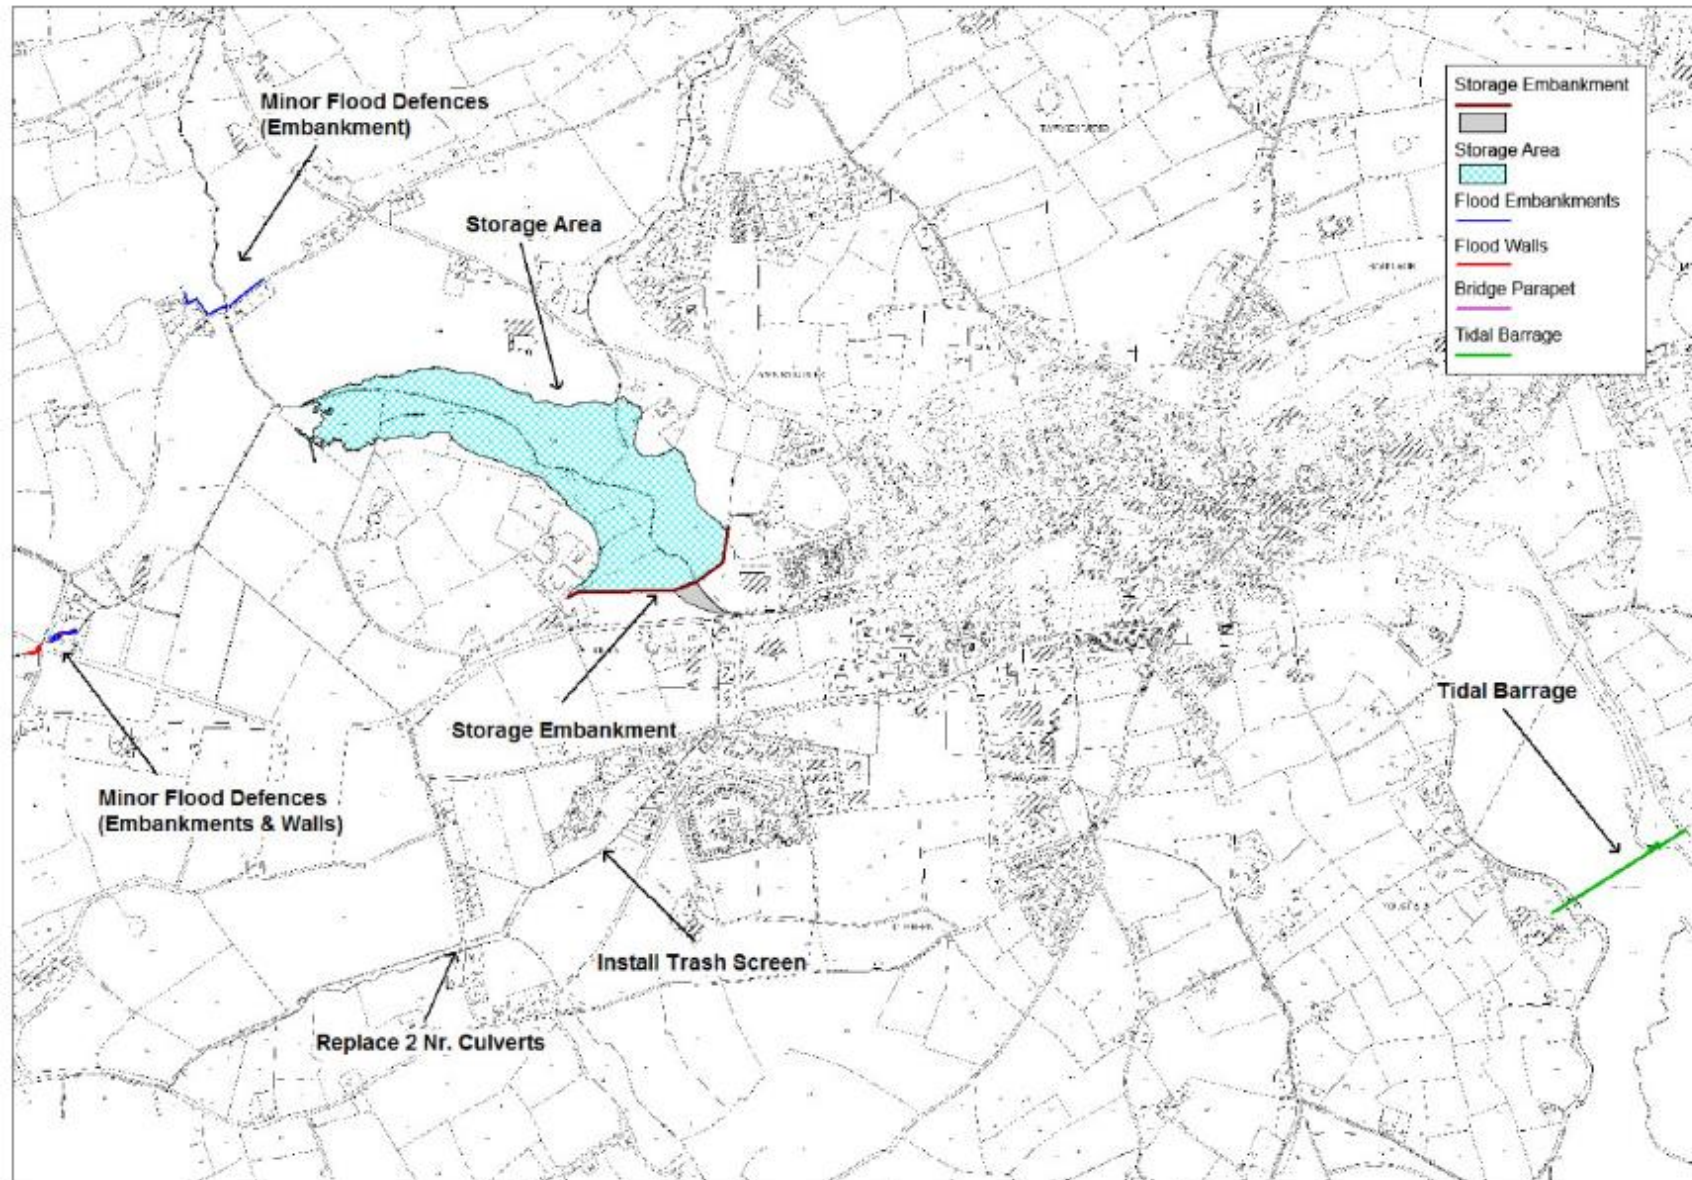 Minor Flood Defences
(Embankment)
Storage Area
Storage Embankment
Storage Area
Flood Embankments
Flood Walls
Bridge Parapet
Tidal Barrage
Tidal Barrage
Storage Embankment
Minor Flood Defences
(Embankments & Walls)
Install Trash Screen
Replace 2 Nr. Culverts